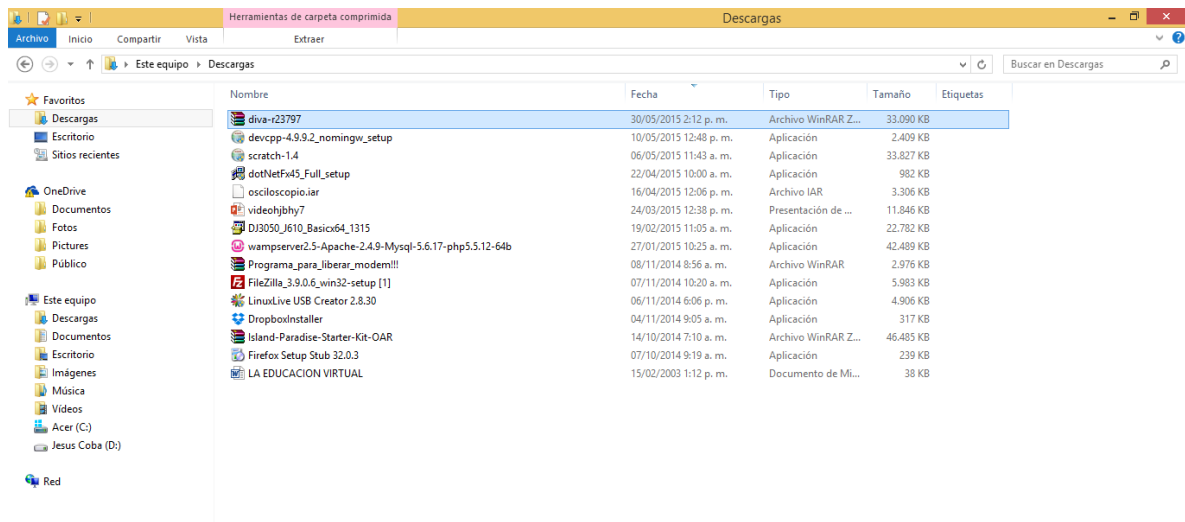 Herramientas de carpeta comprimida Descargas
Archivo Inicio Compartir Vista Extraer
Este equipo Descargas Buscar en Descargas
Nombre Fecha Tipo Tamaño Etiquetas
Favoritos
Descargas
Escritorio
Sitios recientes
OneDrive
Documentos
Fotos
Pictures
Público
Este equipo
Descargas
Documentos
Escritorio
Imágenes
Música
Vídeos
Acer (C:)
Jesus Coba (D:)
Red
diva-r23797 30/05/2015 2:12 p. m. Archivo WinRAR Z... 33.090 KB
devcpp-4.9.9.2_nomingw_setup 10/05/2015 12:48 p. m. Aplicación 2.409 KB
scratch-1.4 06/05/2015 11:43 a. m. Aplicación 33.827 KB
dotNetFx45_Full_setup 22/04/2015 10:00 a. m. Aplicación 982 KB
osciloscopio.iar 16/04/2015 12:06 p. m. Archivo IAR 3.306 KB
videohjbhy7 24/03/2015 12:38 p. m. Presentación de ... 11.846 KB
DJ3050_J610_Basicx64_1315 19/02/2015 11:05 a. m. Aplicación 22.782 KB
wampserver2.5-Apache-2.4.9-Mysql-5.6.17-php5.5.12-64b 27/01/2015 10:25 a. m. Aplicación 42.489 KB
Programa_para_liberar_modem!!! 08/11/2014 8:56 a. m. Archivo WinRAR 2.976 KB
FileZilla_3.9.0.6_win32-setup [1] 07/11/2014 10:20 a. m. Aplicación 5.983 KB
LinuxLive USB Creator 2.8.30 06/11/2014 6:06 p. m. Aplicación 4.906 KB
DropboxInstaller 04/11/2014 9:05 a. m. Aplicación 317 KB
Island-Paradise-Starter-Kit-OAR 14/10/2014 7:10 a. m. Archivo WinRAR Z... 46.485 KB
Firefox Setup Stub 32.0.3 07/10/2014 9:19 a. m. Aplicación 239 KB
LA EDUCACION VIRTUAL 15/02/2003 1:12 p. m. Documento de Mi... 38 KB